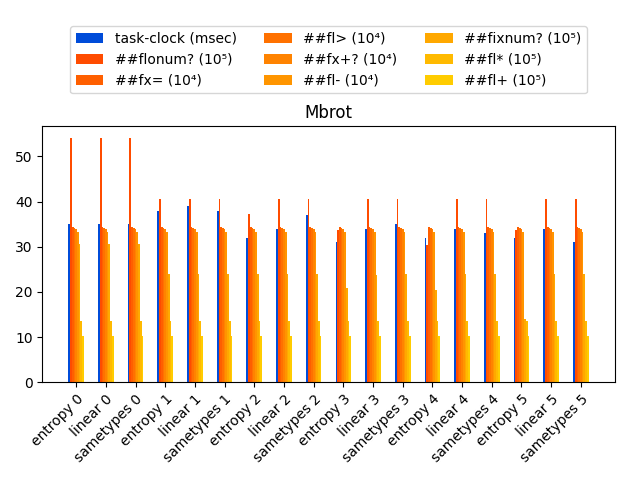 task-clock (msec) ##fl> (10⁴) ##fixnum? (10⁵)
##flonum? (10⁵) ##fx+? (10⁴) ##fl* (10⁵)
##fx= (10⁴) ##fl- (10⁴) ##fl+ (10⁵)
Mbrot
50
40
30
20
10
0
entropy 0
linear 0
sametypes 0
entropy 1
linear 1
sametypes 1
entropy 2
linear 2
sametypes 2
entropy 3
linear 3
sametypes 3
entropy 4
linear 4
sametypes 4
entropy 5
linear 5
sametypes 5